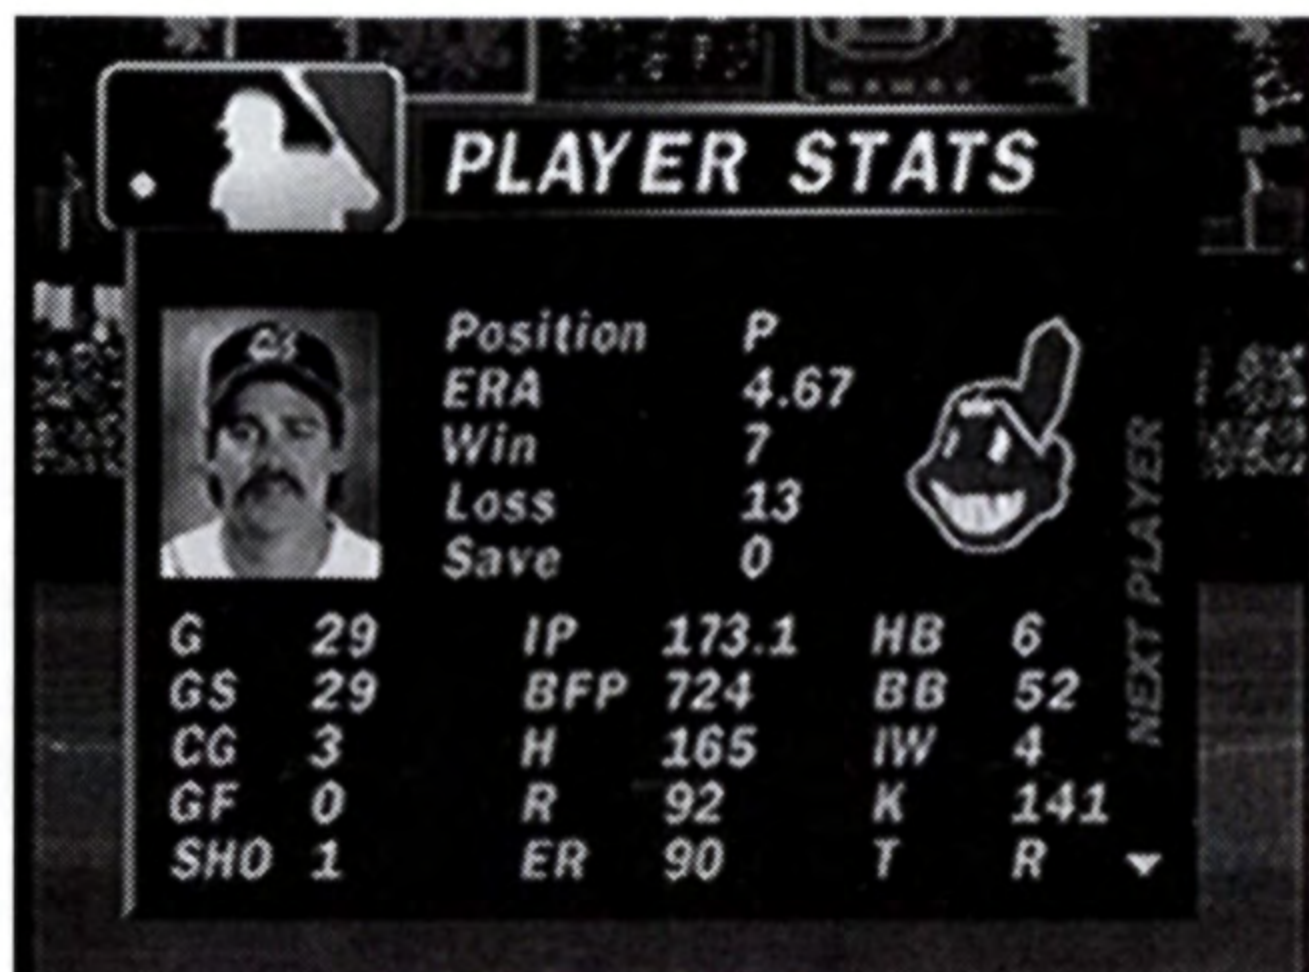 PLAYER STATS
Position P
ERA 4.67
Win 7
Loss 13
Save 0
G 29 IP 173.1 HB 6
GS 29 BFP 724 BB 52
CG 3 H 165 IW 4
GF 0 R 92 K 141
SHO 1 ER 90 T R
NEXT PLAYER